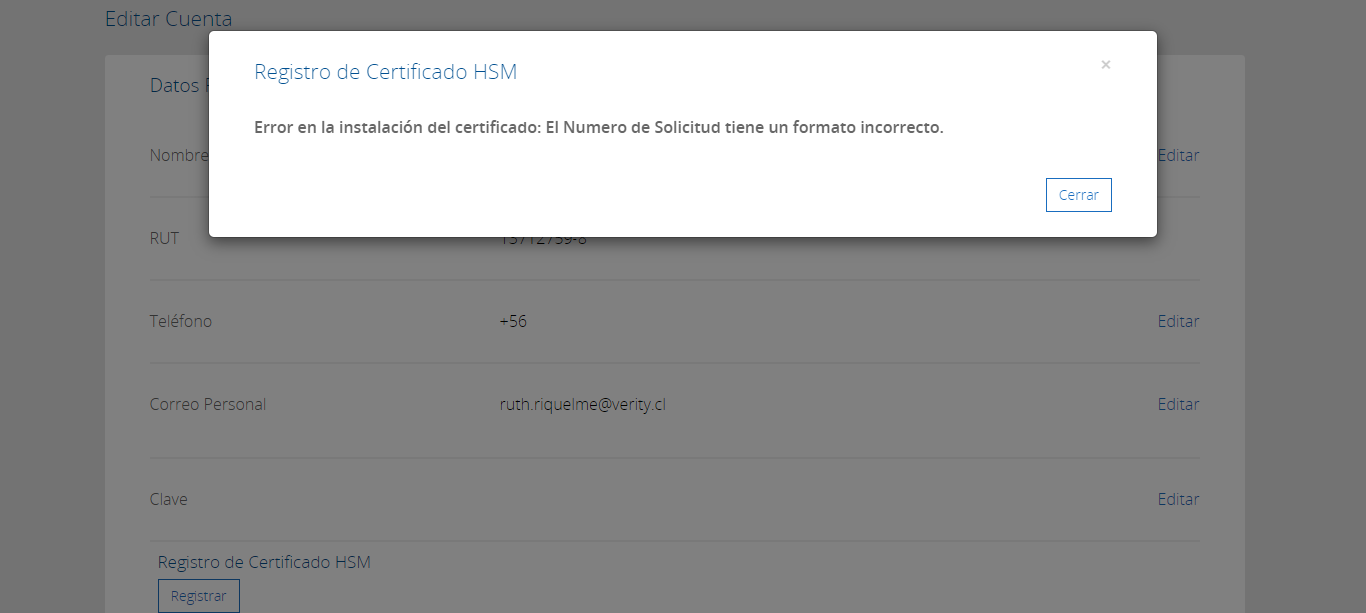 Editar Cuenta
Registro de Certificado HSM
×
Datos
Error en la instalación del certificado: El Numero de Solicitud tiene un formato incorrecto.
Nombre
Editar
Cerrar
RUT
Teléfono
+56
Editar
Correo Personal
ruth.riquelme@verity.cl
Editar
Clave
Editar
Registro de Certificado HSM
Registrar